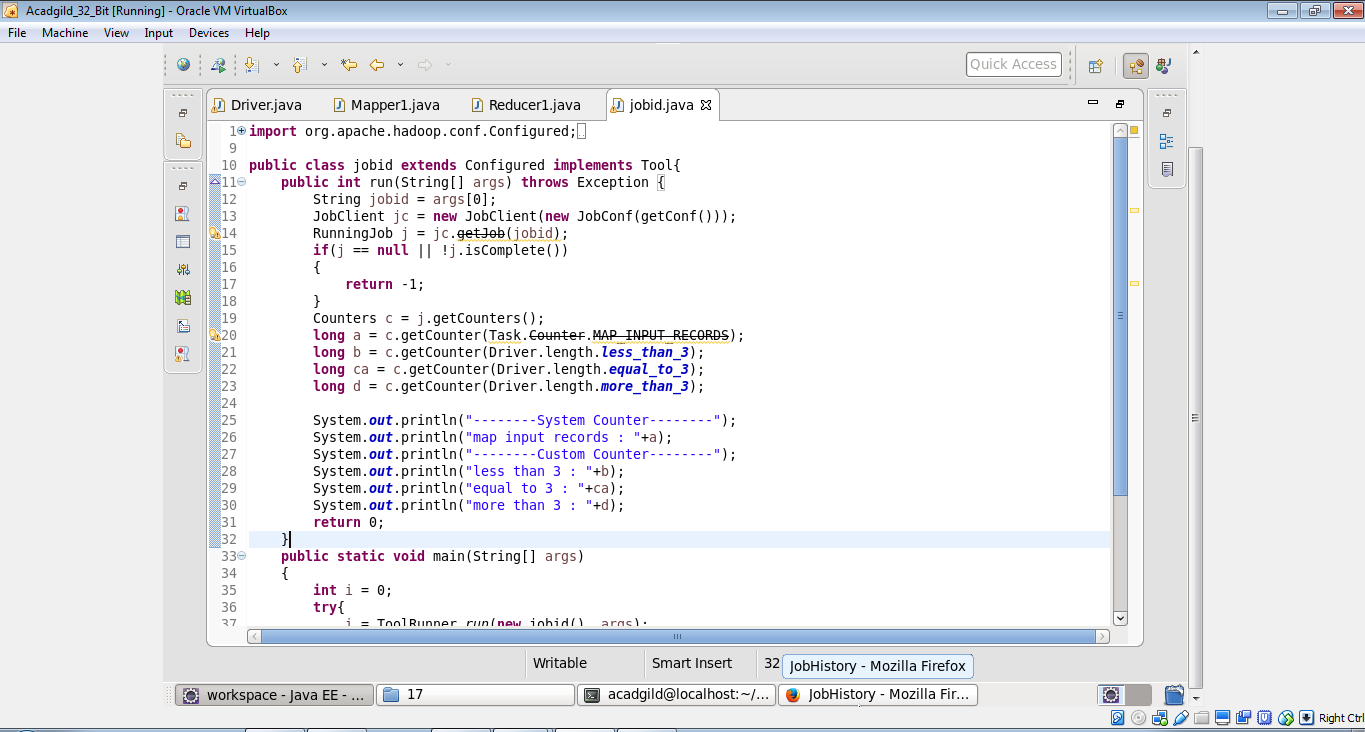 Acadgild_32_Bit [Running] - Oracle VM VirtualBox
File Machine View Input Devices Help
Quick Access
Driver.java Mapper1.java Reducer1.java jobid.java
1 import org.apache.hadoop.conf.Configured;
9
10 public class jobid extends Configured implements Tool{
11 public int run(String[] args) throws Exception {
12 String jobid = args[0];
13 JobClient jc = new JobClient(new JobConf(getConf()));
14 RunningJob j = jc.getJob(jobid);
15 if(j == null || !j.isComplete())
16 {
17 return -1;
18 }
19 Counters c = j.getCounters();
20 long a = c.getCounter(Task.Counter.MAP_INPUT_RECORDS);
21 long b = c.getCounter(Driver.length.less_than_3);
22 long ca = c.getCounter(Driver.length.equal_to_3);
23 long d = c.getCounter(Driver.length.more_than_3);
24
25 System.out.println("--------System Counter--------");
26 System.out.println("map input records : "+a);
27 System.out.println("--------Custom Counter--------");
28 System.out.println("less than 3 : "+b);
29 System.out.println("equal to 3 : "+ca);
30 System.out.println("more than 3 : "+d);
31 return 0;
32 }
33 public static void main(String[] args)
34 {
35 int i = 0;
36 try{
37 i = ToolRunner.run(new jobid(), args);
Writable Smart Insert 32
JobHistory - Mozilla Firefox
workspace - Java EE - ... 17 acadgild@localhost:~/... JobHistory - Mozilla Fir...
Right Ctrl